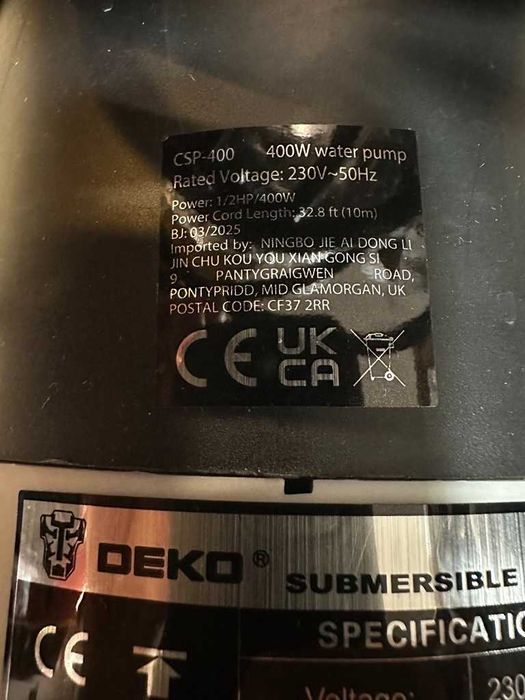 CSP-400 400W water pump
Rated Voltage: 230V~50Hz
Power: 1/2HP/400W
Power Cord Length: 32.8 ft (10m)
BJ: 03/2025
Imported by: NINGBO JIE AI DONG LI
JIN CHU KOU YOU XIAN GONG SI
9 PANTYGRAIGWEN ROAD,
PONTYPRIDD, MID GLAMORGAN, UK
POSTAL CODE: CF37 2RR
CE UK
CA
DEKO®
SUBMERSIBLE
CE
SPECIFICATIO
Voltage: 230